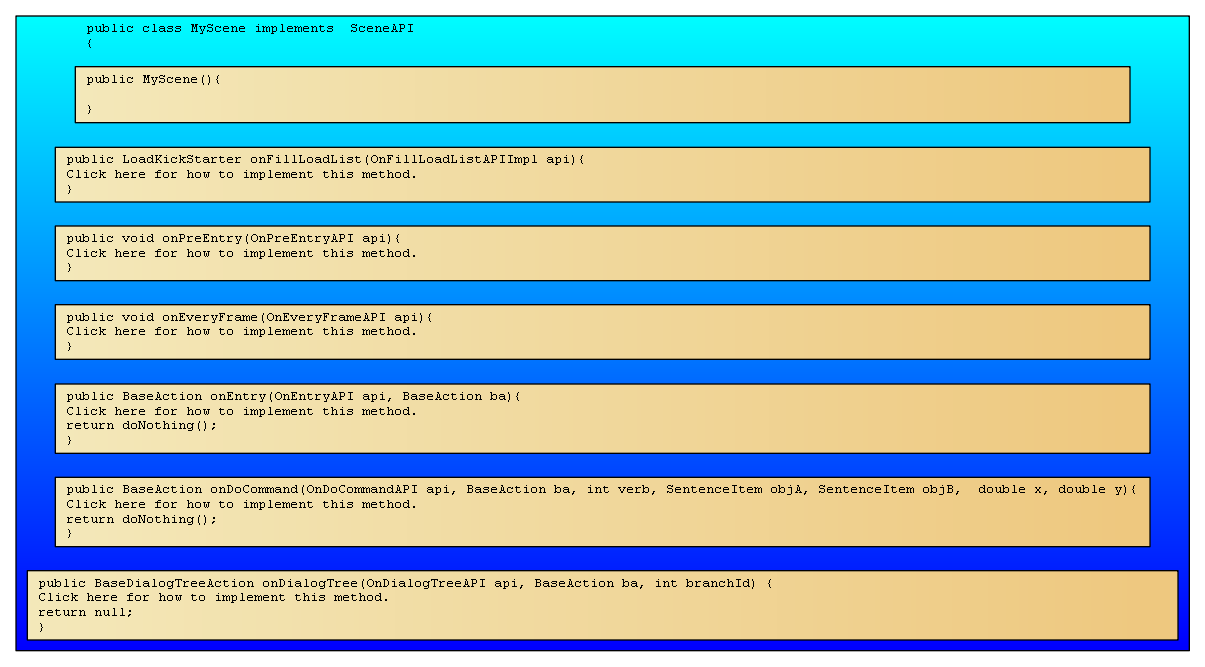 public class MyScene implements  SceneAPI
{
public MyScene(){
}
public LoadKickStarter onFillLoadList(OnFillLoadListAPIImpl api){
Click here for how to implement this method.
}
public void onPreEntry(OnPreEntryAPI api){
Click here for how to implement this method.
}
public void onEveryFrame(OnEveryFrameAPI api){
Click here for how to implement this method.
}
public BaseAction onEntry(OnEntryAPI api, BaseAction ba){
Click here for how to implement this method.
return doNothing();
}
public BaseAction onDoCommand(OnDoCommandAPI api, BaseAction ba, int verb, SentenceItem objA, SentenceItem objB,  double x, double y){
Click here for how to implement this method.
return doNothing();
}
public BaseDialogTreeAction onDialogTree(OnDialogTreeAPI api, BaseAction ba, int branchId) {
Click here for how to implement this method.
return null;
}